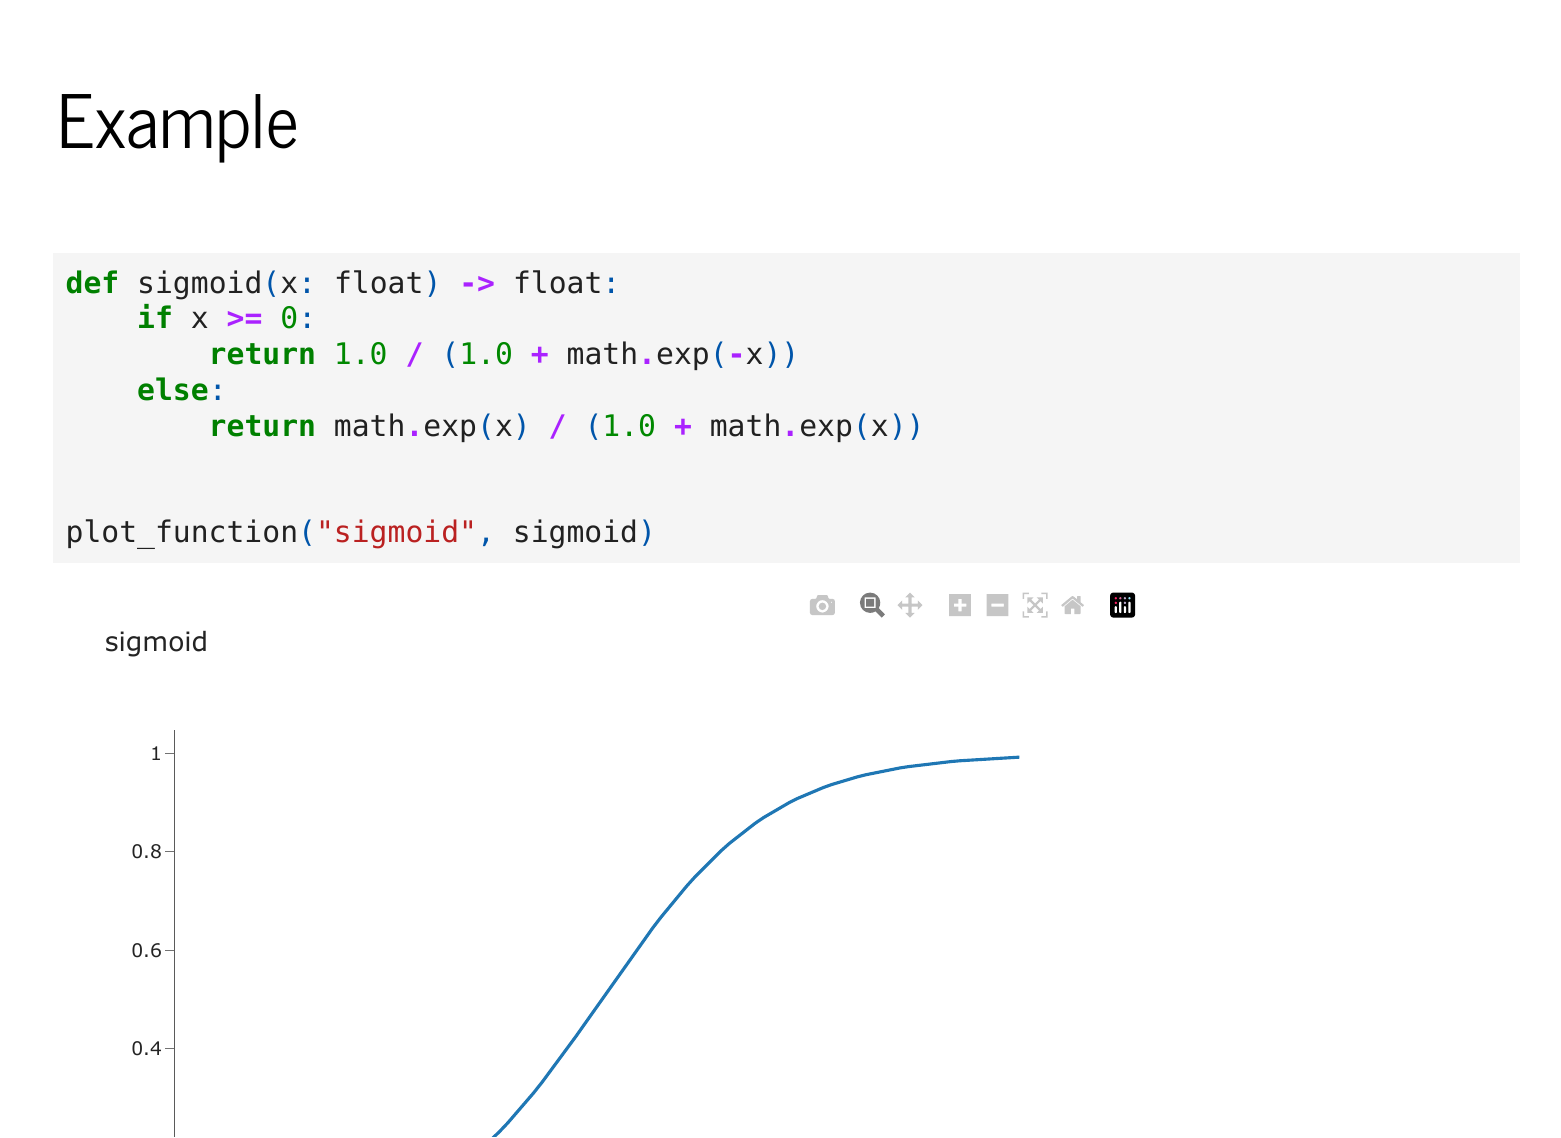 Example
def sigmoid(x: float) -> float:
    if x >= 0:
        return 1.0 / (1.0 + math.exp(-x))
    else:
        return math.exp(x) / (1.0 + math.exp(x))
plot_function("sigmoid", sigmoid)
sigmoid
1
0.8
0.6
0.4